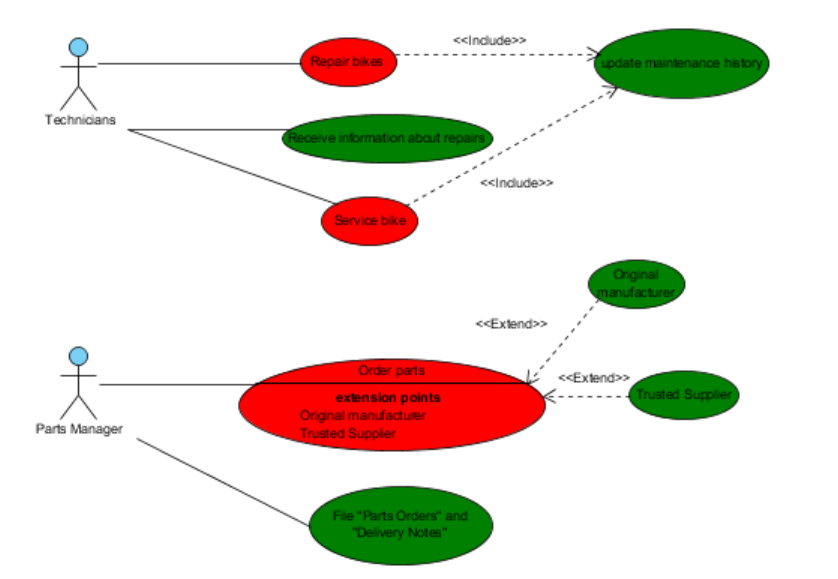 <<Include>>
Repair bikes
update maintenance history
Technicians
Receive information about repairs
<<Include>>
Service bike
Original
manufacturer
<<Extend>>
Order parts
<<Extend>>
extension points
Trusted Supplier
Original manufacturer
Parts Manager
Trusted Supplier
File "Parts Orders" and
"Delivery Notes"